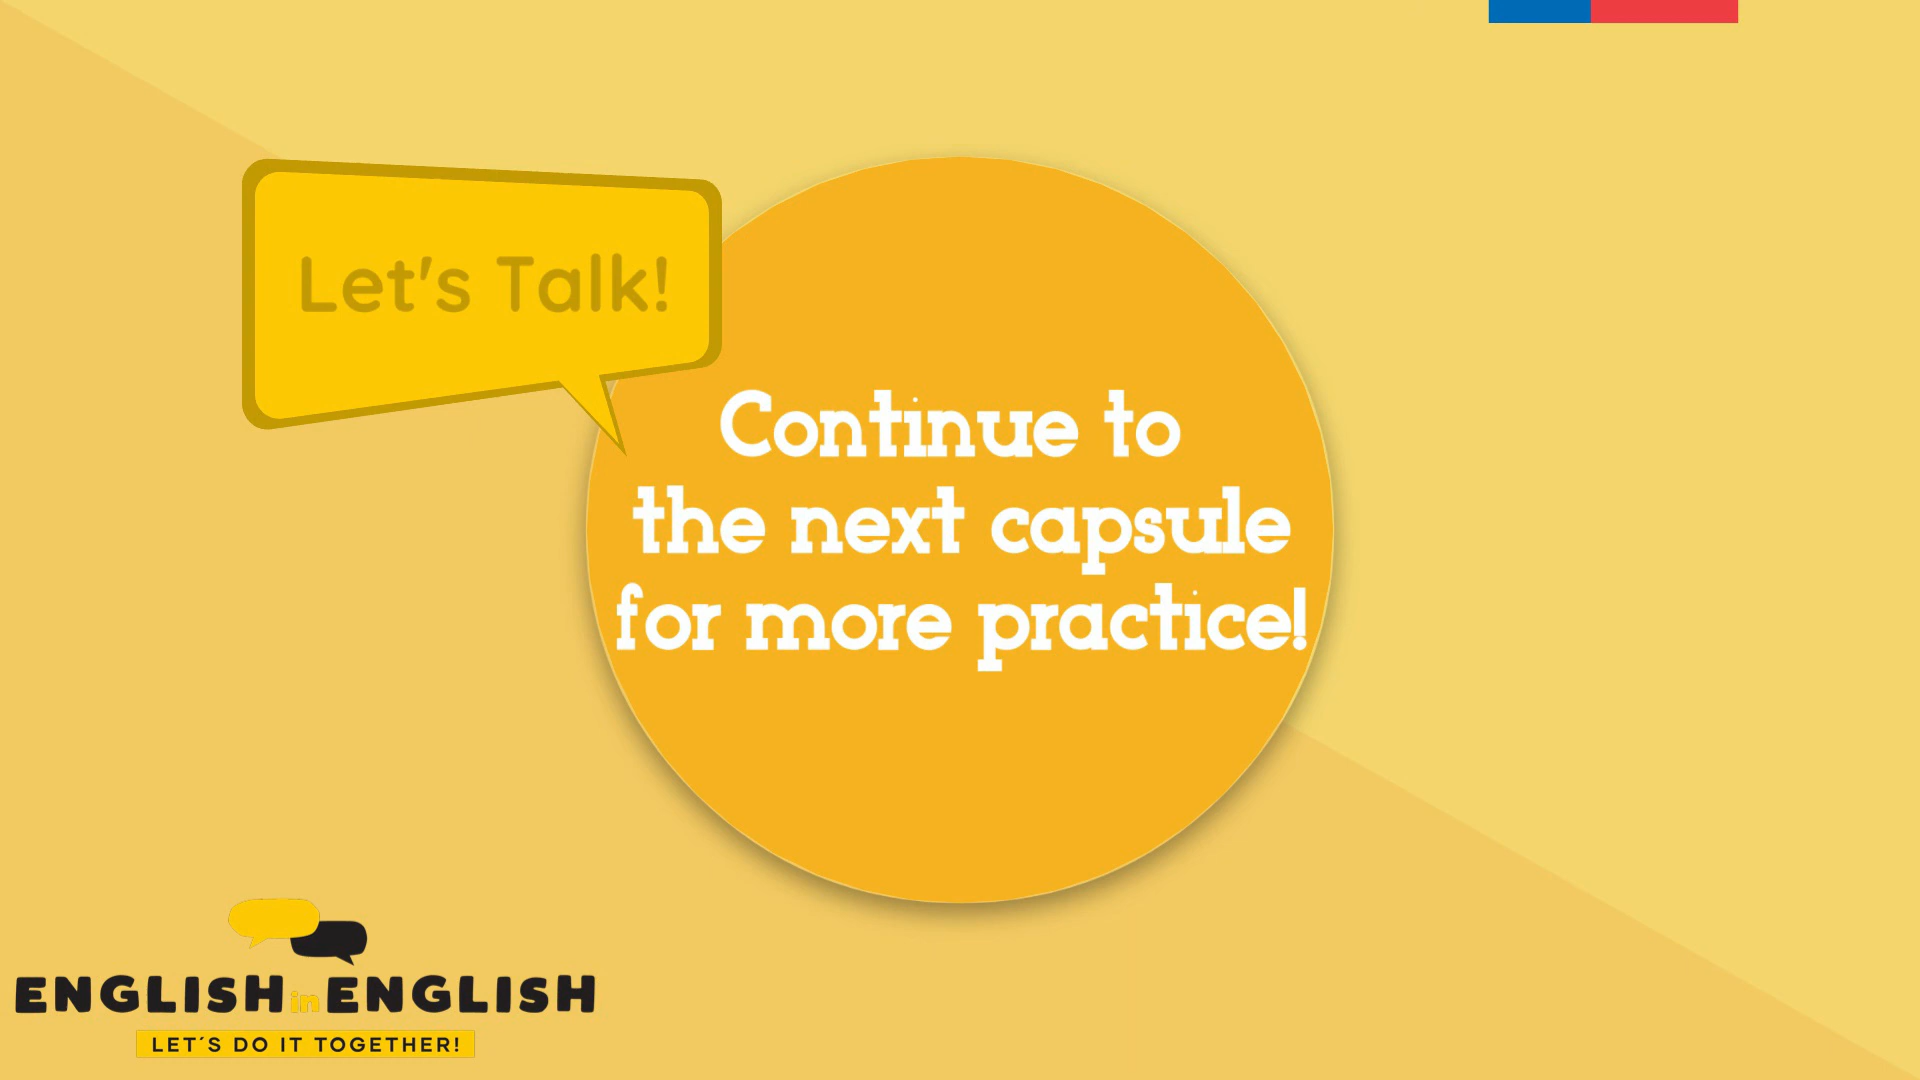 Let's Talk!
Continue to
the next capsule
for more practice!
ENGLISH in ENGLISH
LET´S DO IT TOGETHER!